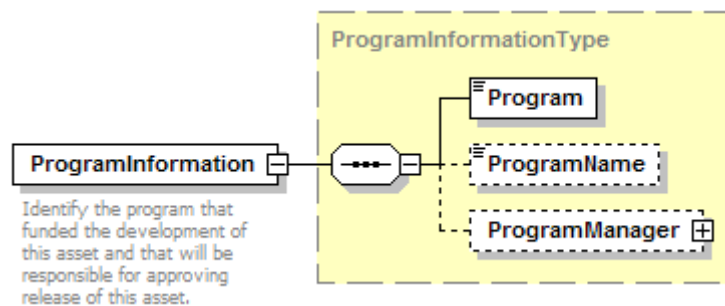 ProgramInformationType
Program
ProgramInformation
ProgramName
ProgramManager
Identify the program that
funded the development of
this asset and that will be
responsible for approving
release of this asset.